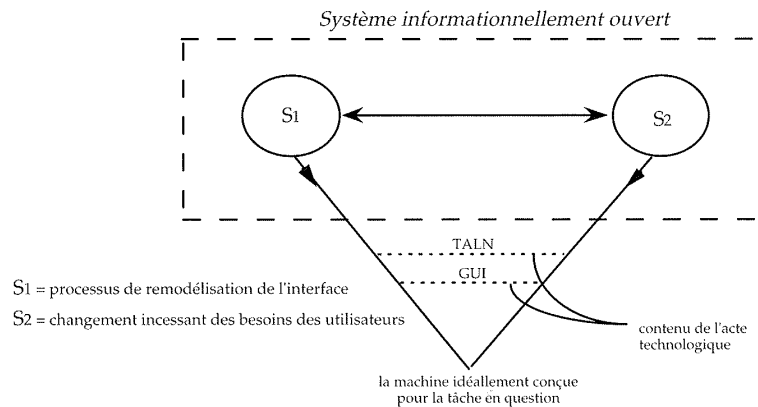 Système informationnellement ouvert
S1
S2
TALN
GUI
S1 = processus de remodélisation de l'interface
S2 = changement incessant des besoins des utilisateurs
contenu de l'acte
technologique
la machine idéallement conçue
pour la tâche en question